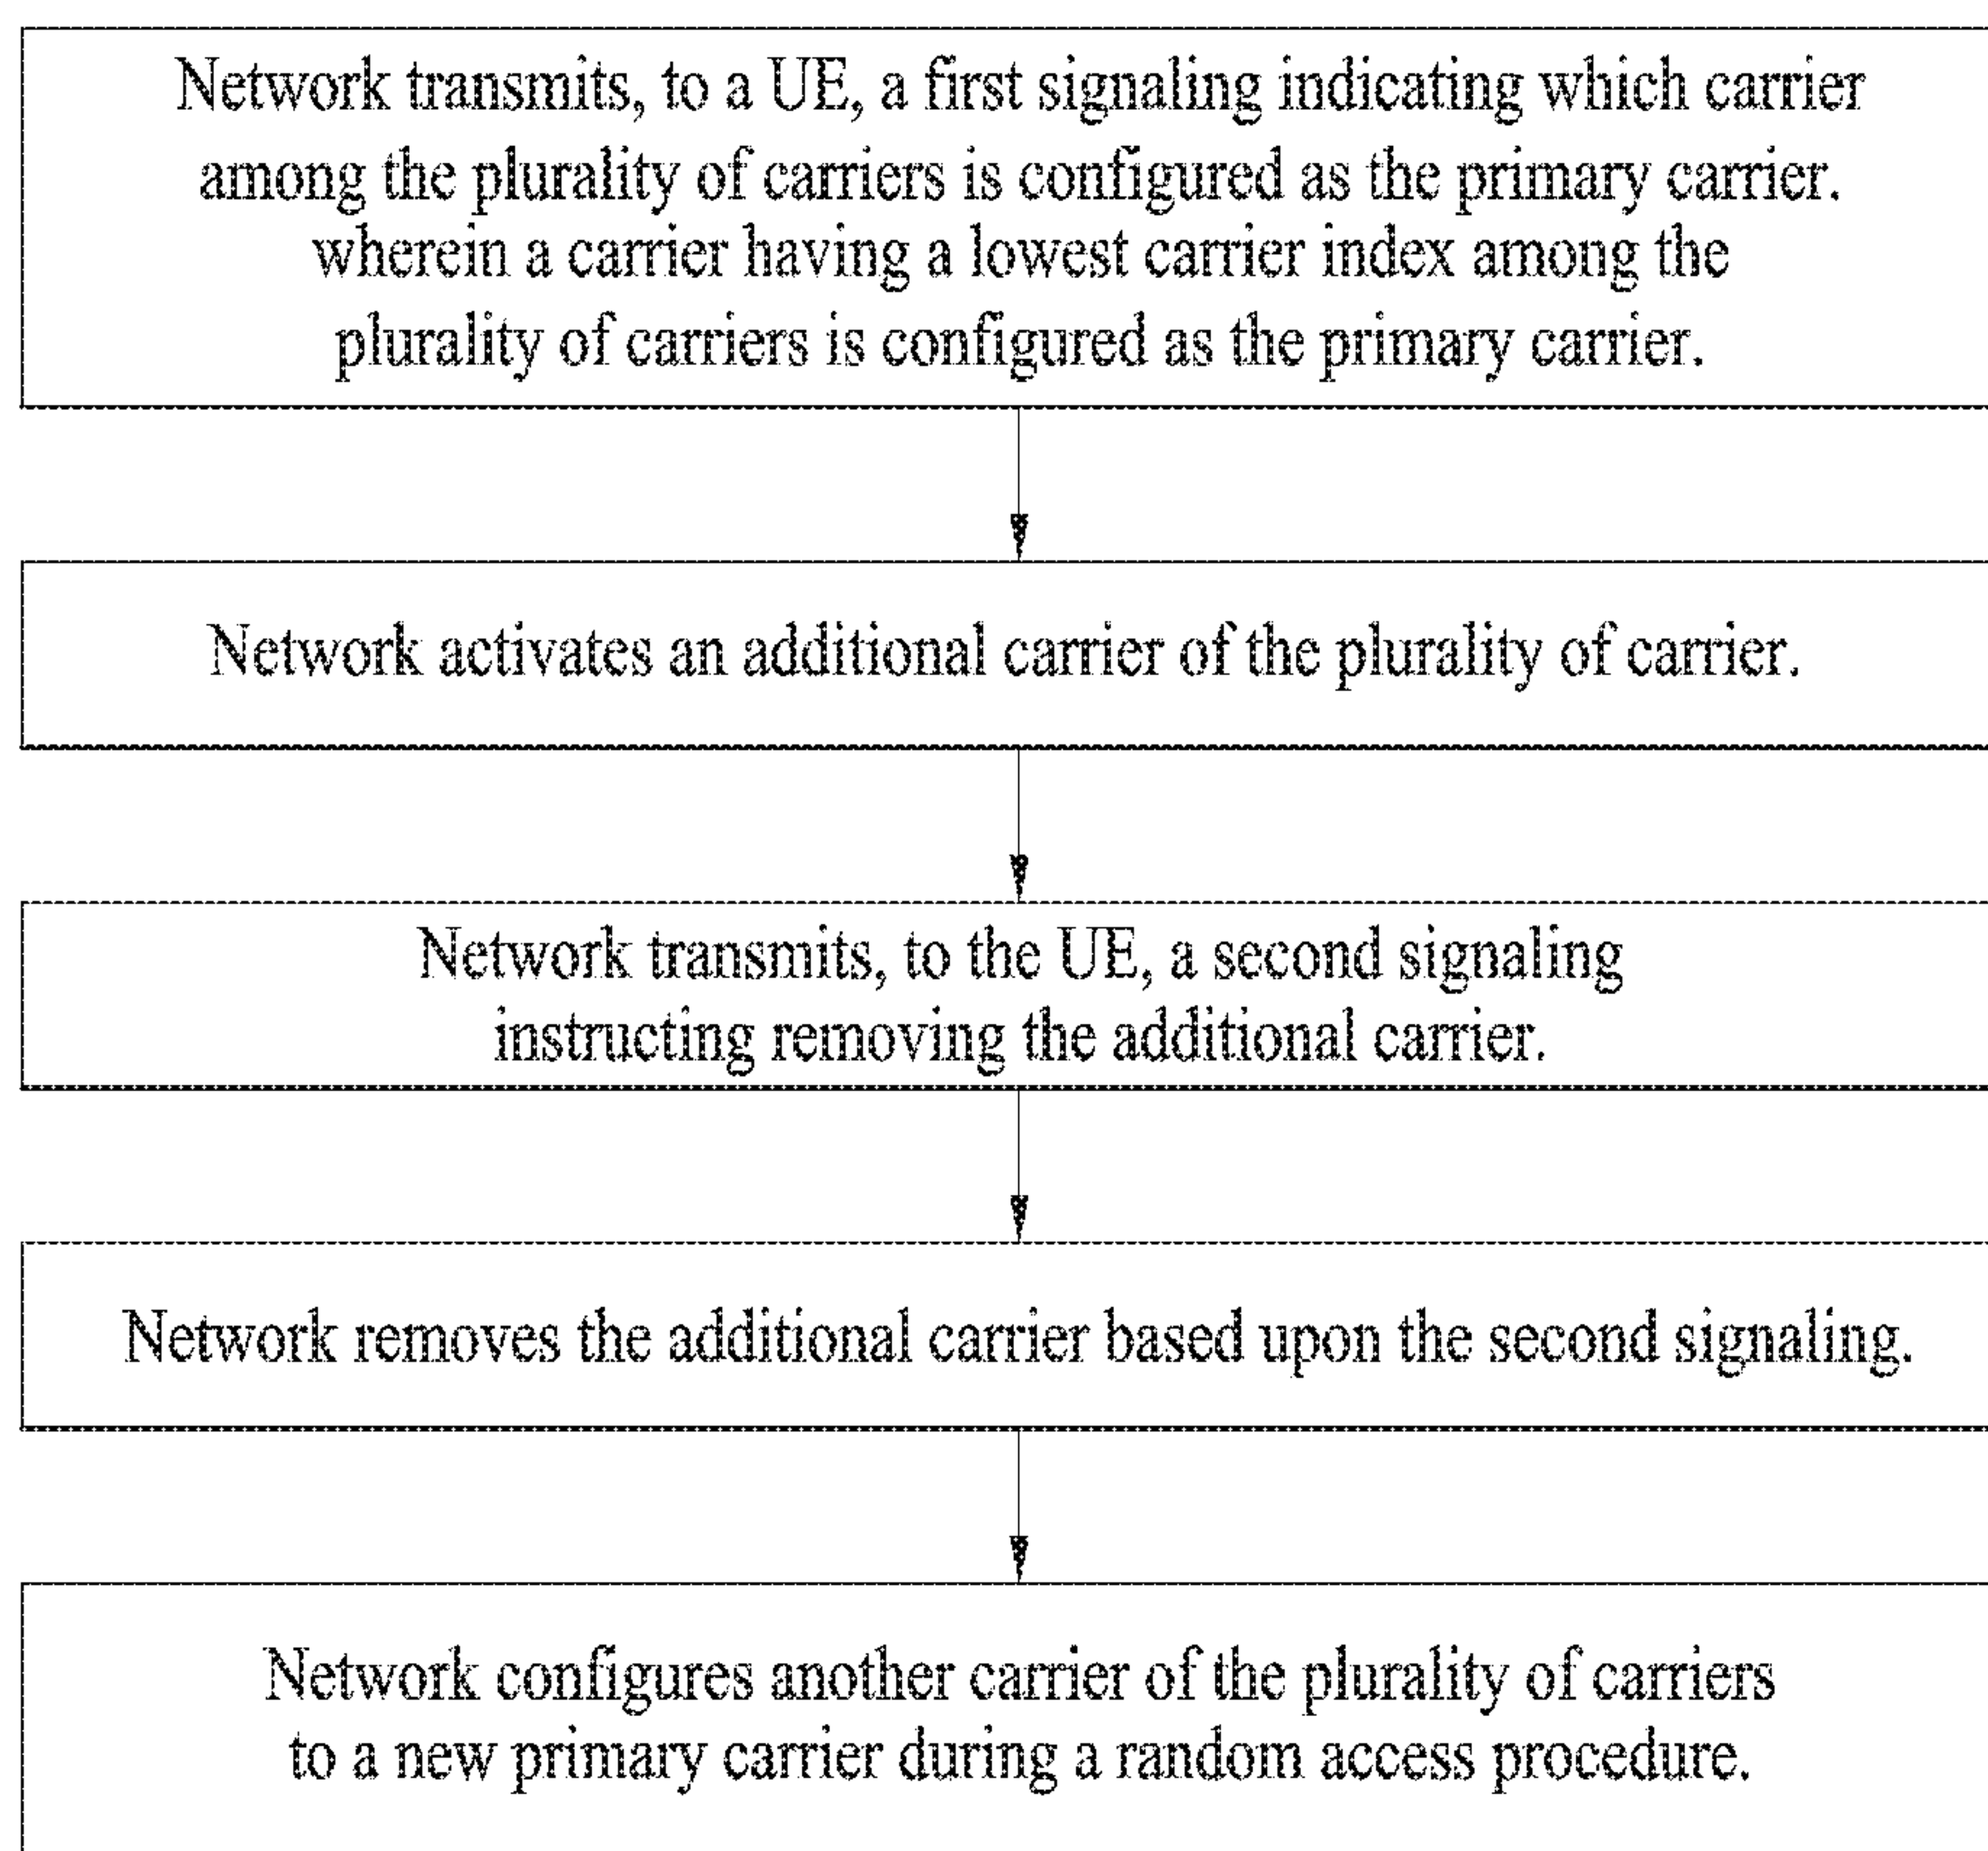 Network transmits, to a UE, a first signaling indicating which carrier
among the plurality of carriers is configured as the primary carrier.
wherein a carrier having a lowest carrier index among the
plurality of carriers is configured as the primary carrier.
Network activates an additional carrier of the plurality of carrier.
Network transmits, to the UE, a second signaling
instructing removing the additional carrier.
Network removes the additional carrier based upon the second signaling.
Network configures another carrier of the plurality of carriers
to a new primary carrier during a random access procedure.